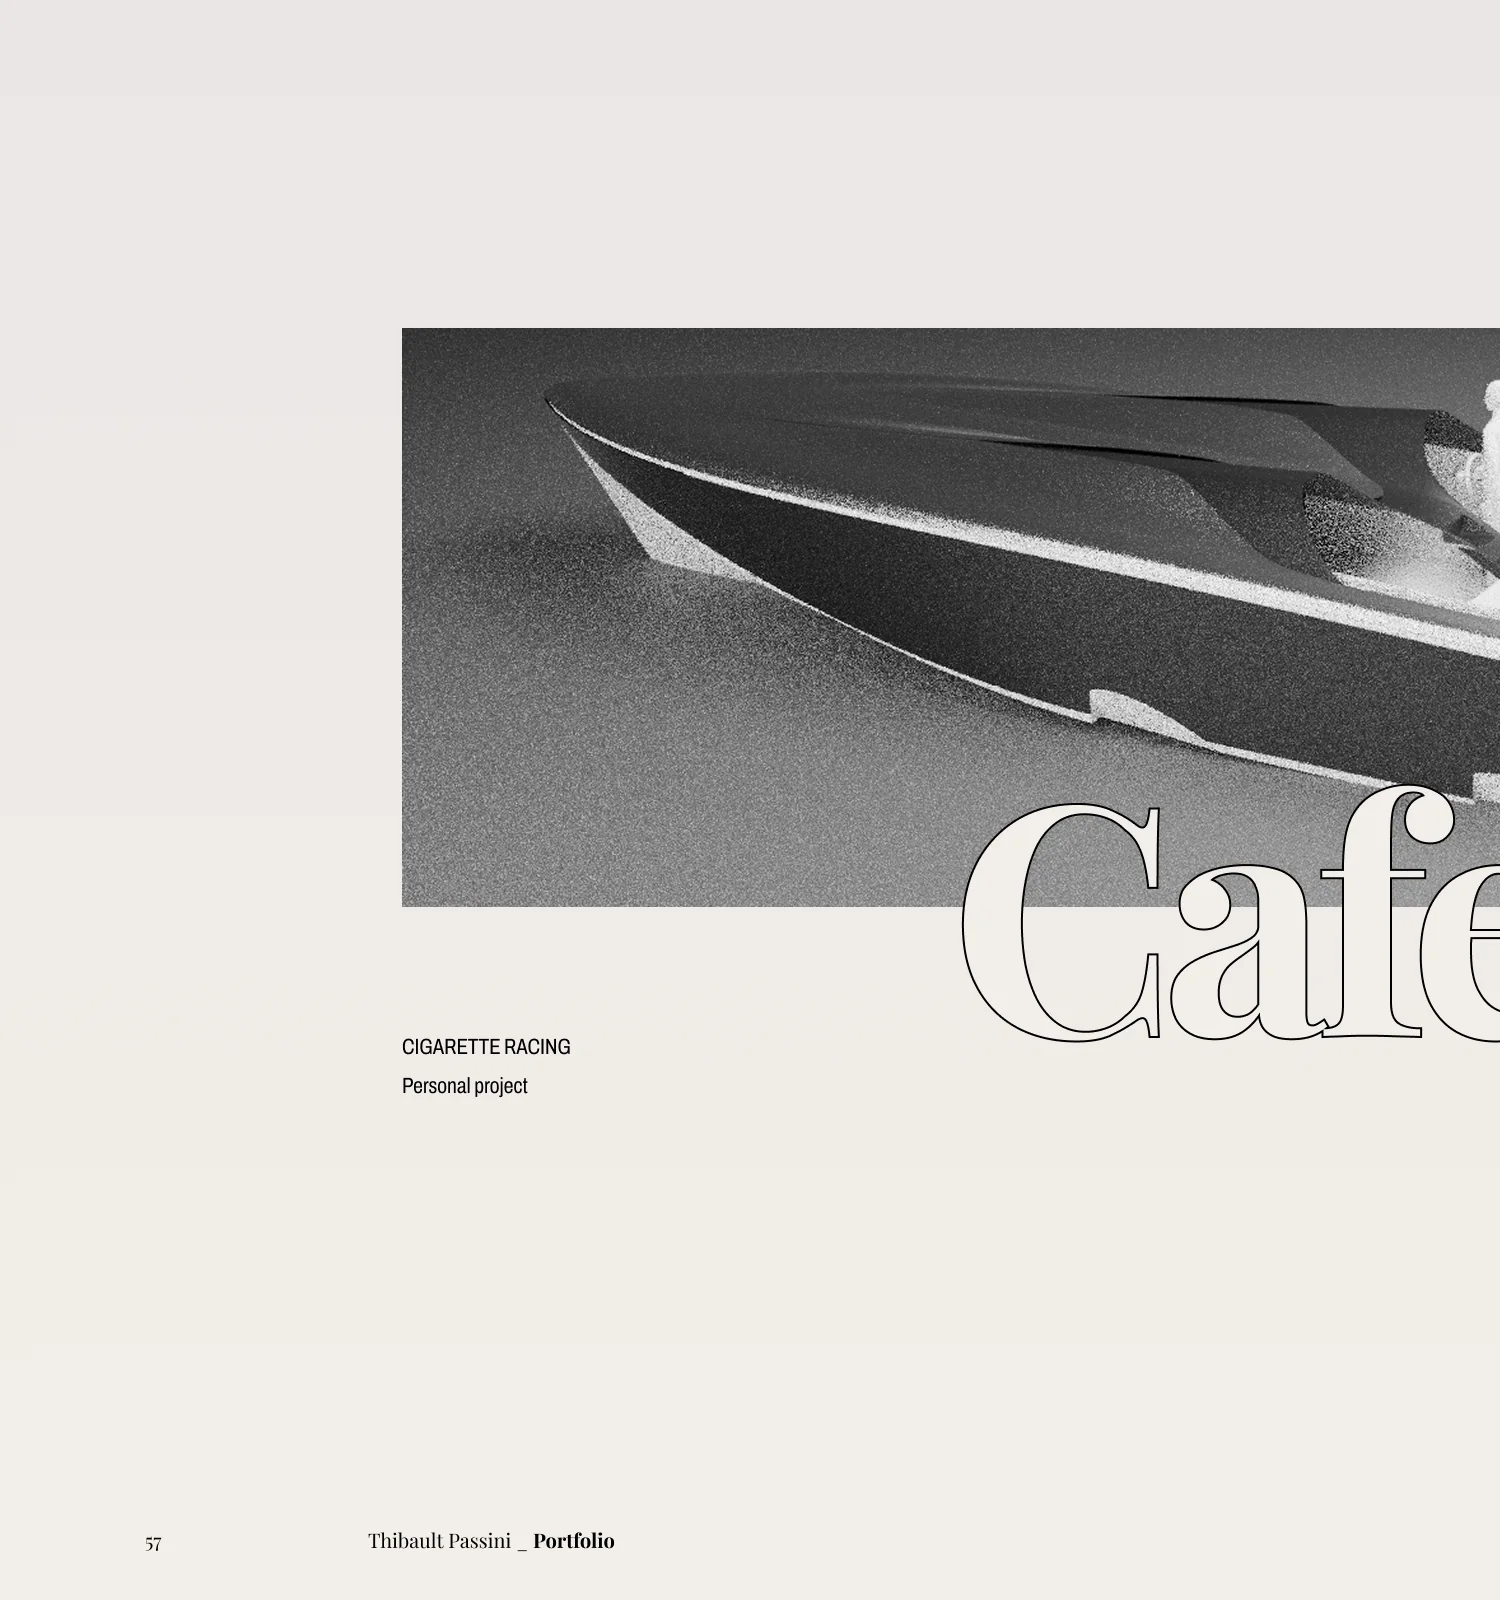 Cafe
CIGARETTE RACING
Personal project
57
Thibault Passini _ Portfolio